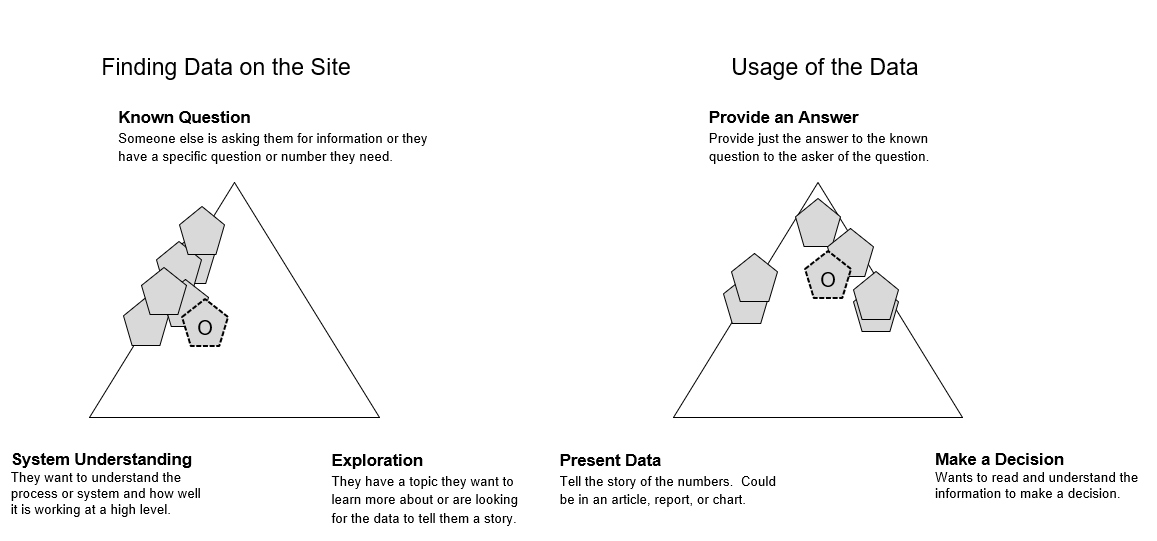 Finding Data on the Site
Known Question
Someone else is asking them for information or they
have a specific question or number they need.
O
System Understanding
They want to understand the
process or system and how well
it is working at a high level.
Exploration
They have a topic they want to
learn more about or are looking
for the data to tell them a story.
Usage of the Data
Provide an Answer
Provide just the answer to the known
question to the asker of the question.
O
Present Data
Tell the story of the numbers.  Could
be in an article, report, or chart.
Make a Decision
Wants to read and understand the
information to make a decision.